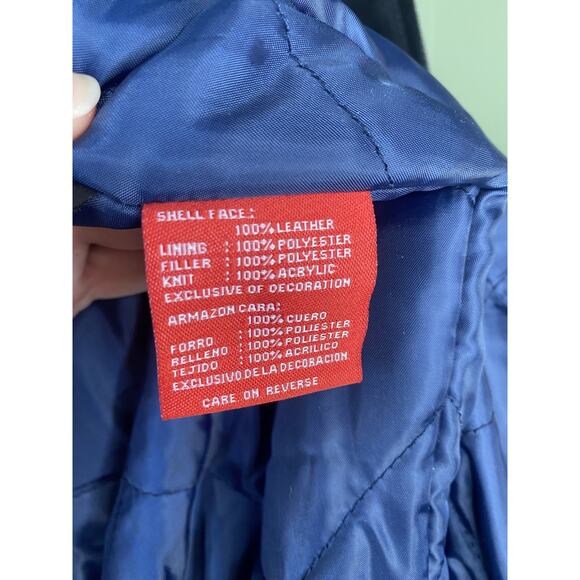 SHELL FACE:
100% LEATHER
LINING : 100% POLYESTER
FILLER : 100% POLYESTER
KNIT : 100% ACRYLIC
EXCLUSIVE OF DECORATION
ARMAZON CARA:
100% CUERO
FORRO : 100% POLIESTER
RELLENO : 100% POLIESTER
TEJIDO : 100% ACRILICO
EXCLUSIVO DE LA DECORACION
CARE ON REVERSE